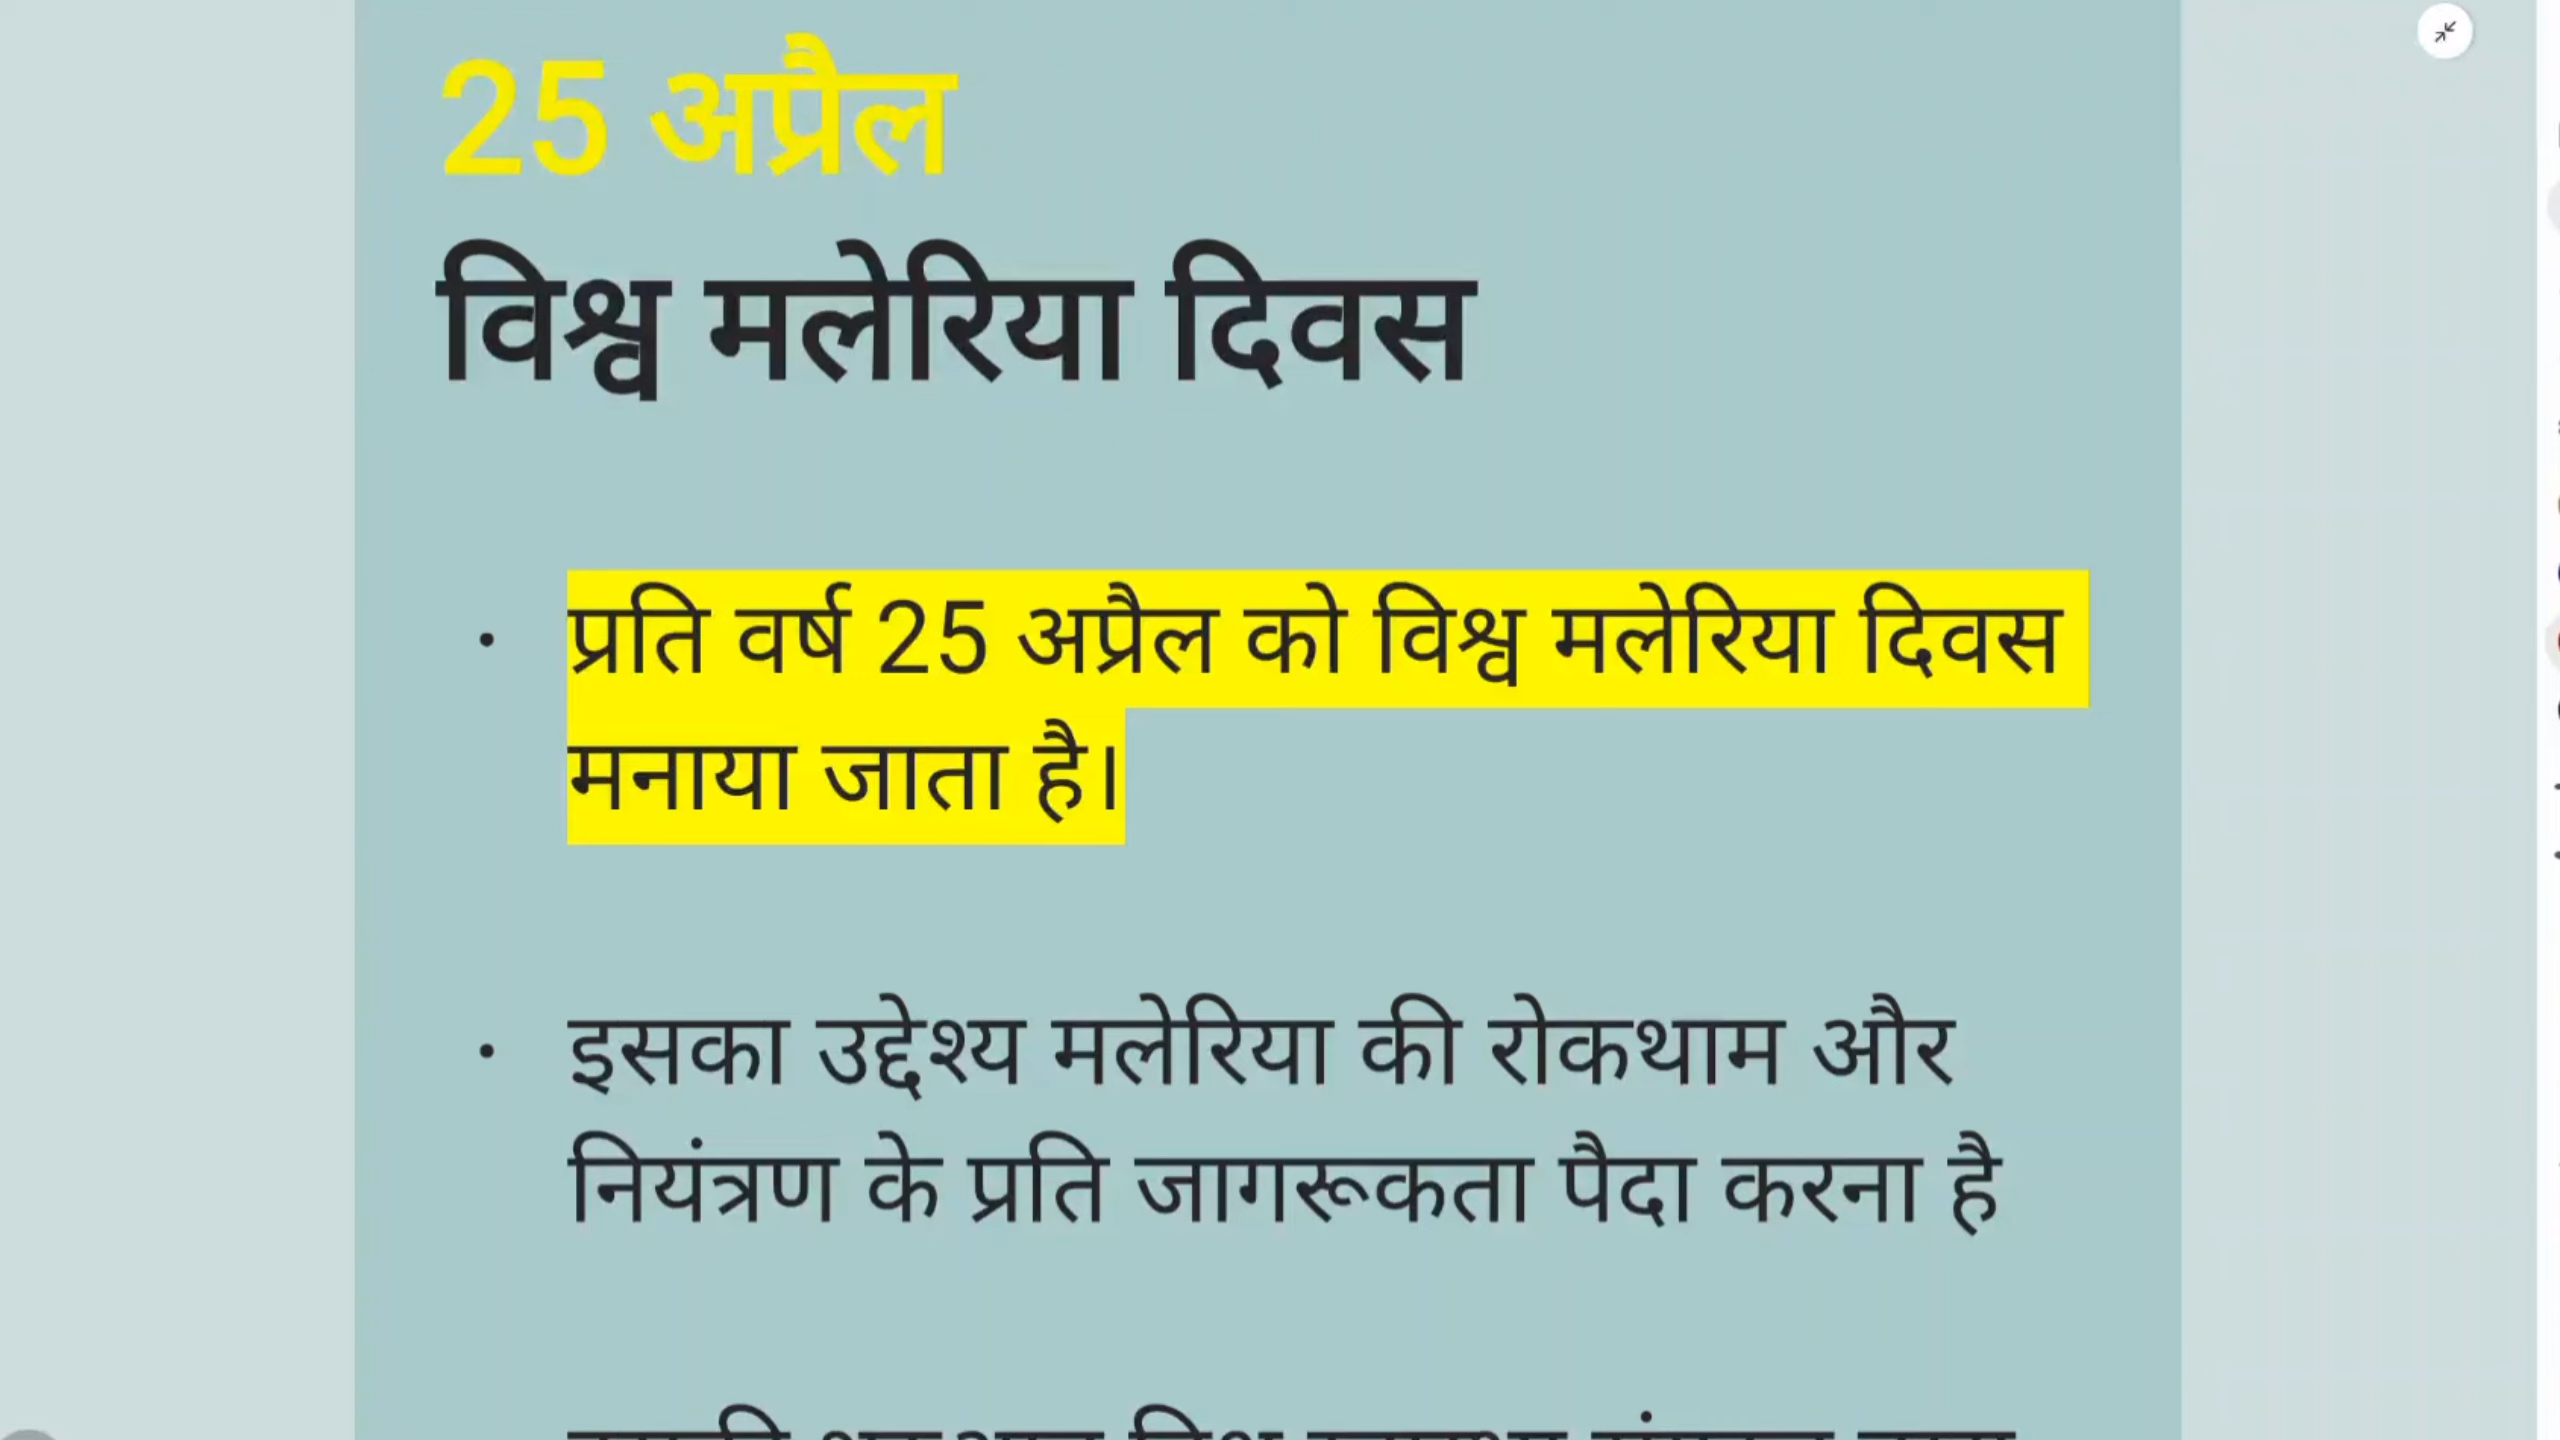 25 अप्रैल
विश्व मलेरिया दिवस
• प्रति वर्ष 25 अप्रैल को विश्व मलेरिया दिवस
मनाया जाता है।
• इसका उद्देश्य मलेरिया की रोकथाम और
नियंत्रण के प्रति जागरूकता पैदा करना है